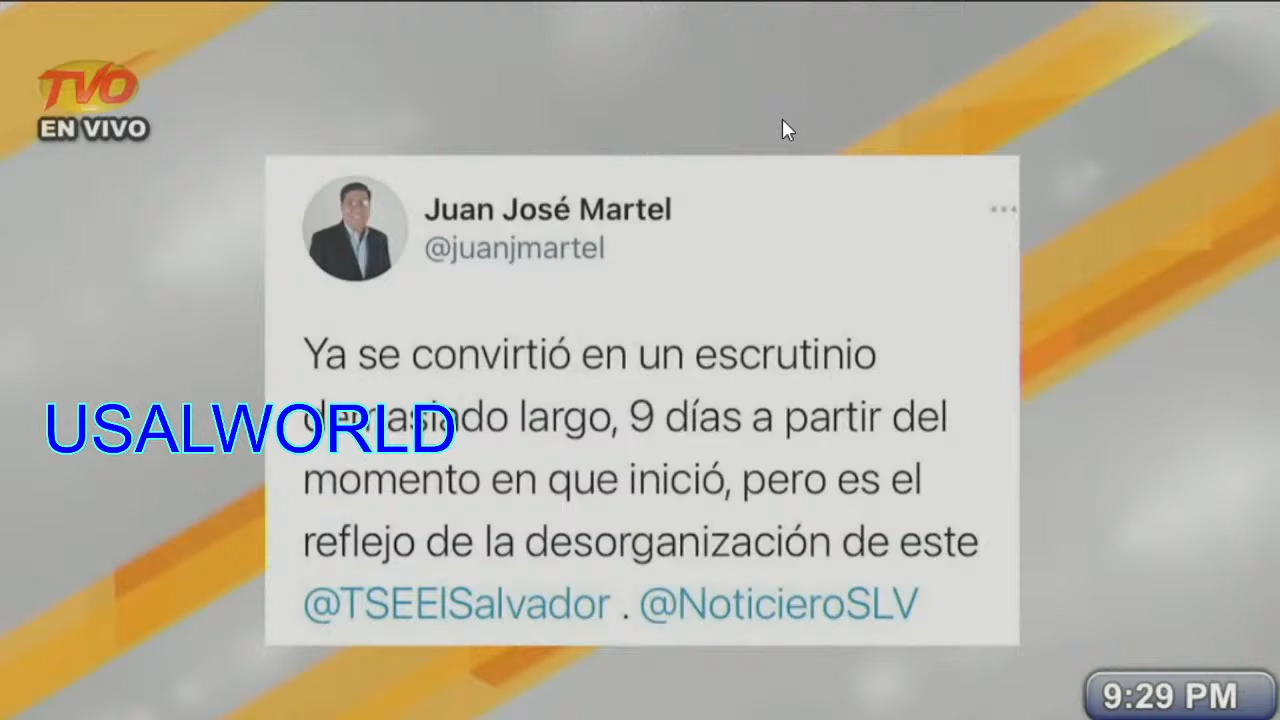 TVO
EN VIVO
Juan José Martel
@juanjmartel
Ya se convirtió en un escrutinio
demasiado largo, 9 días a partir del
USALWORLD
momento en que inició, pero es el
reflejo de la desorganización de este
@TSEElSalvador . @NoticieroSLV
9:29 PM